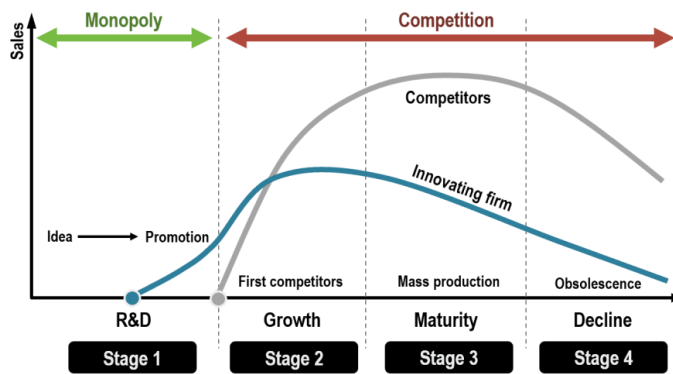 Monopoly
Competition
Sales
Competitors
Innovating firm
Idea
Promotion
First competitors
Mass production
Obsolescence
R&D
Growth
Maturity
Decline
Stage 1
Stage 2
Stage 3
Stage 4